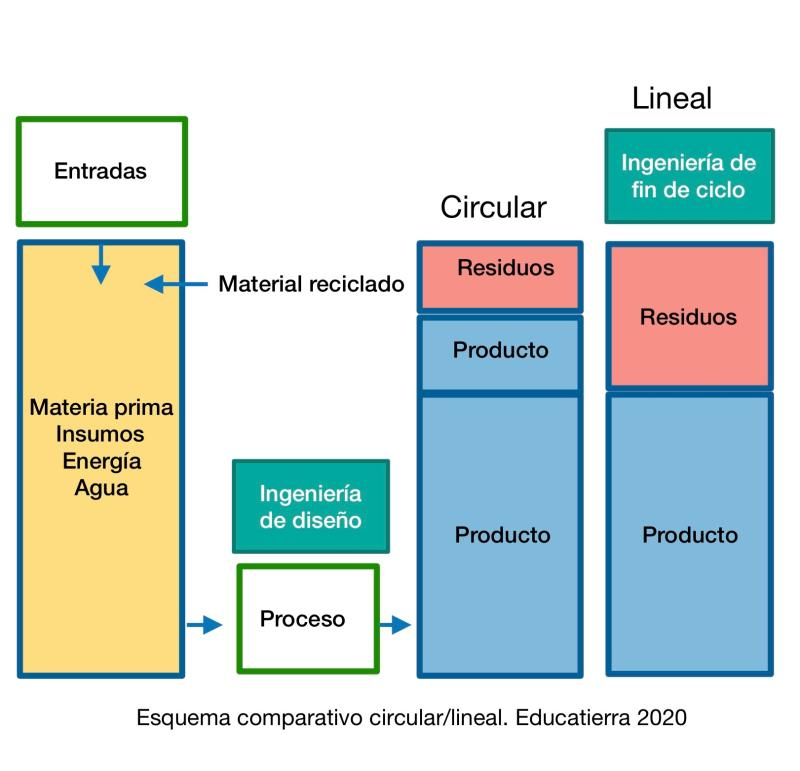 Lineal
Entradas
Ingeniería de
fin de ciclo
Circular
Material reciclado
Residuos
Residuos
Producto
Materia prima
Insumos
Energía
Agua
Ingeniería
de diseño
Producto
Producto
Proceso
Esquema comparativo circular/lineal. Educatierra 2020